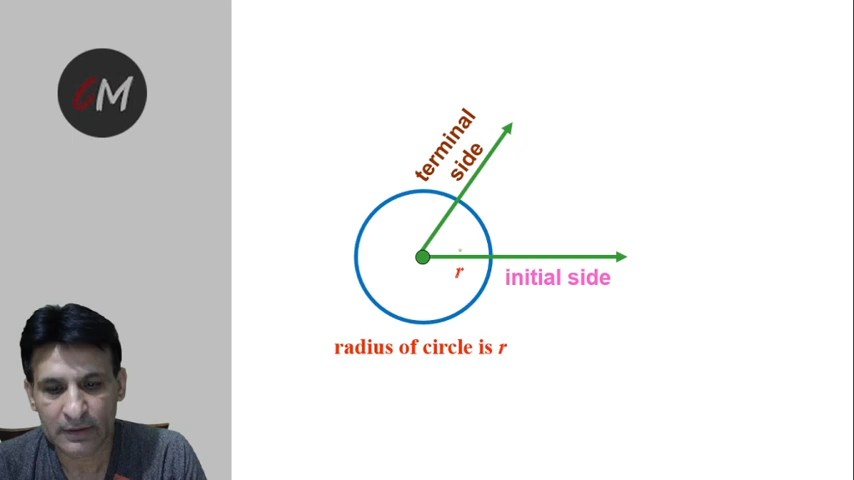 CM
terminal
side
r
initial side
radius of circle is r